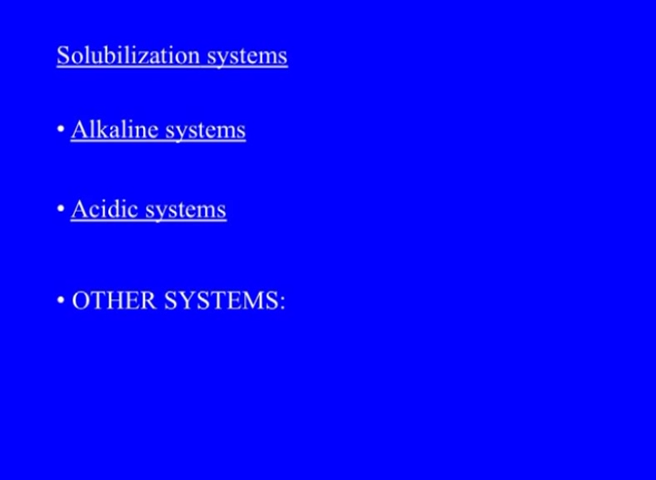 Solubilization systems
• Alkaline systems
• Acidic systems
• OTHER SYSTEMS: